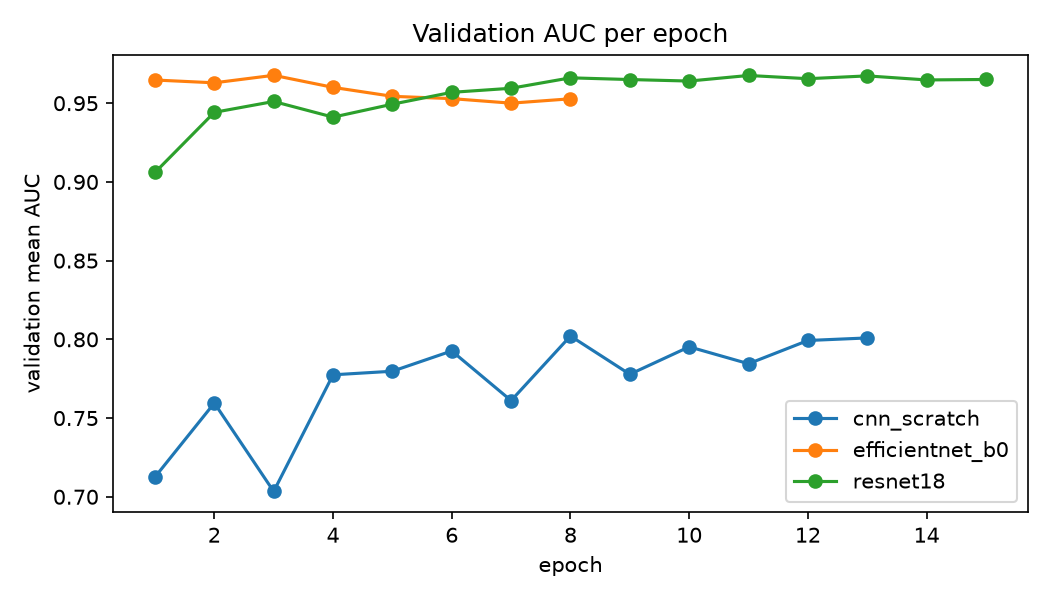 Validation AUC per epoch
validation mean AUC
0.95
0.90
0.85
0.80
0.75
0.70
cnn_scratch
efficientnet_b0
resnet18
2 4 6 8 10 12 14
epoch